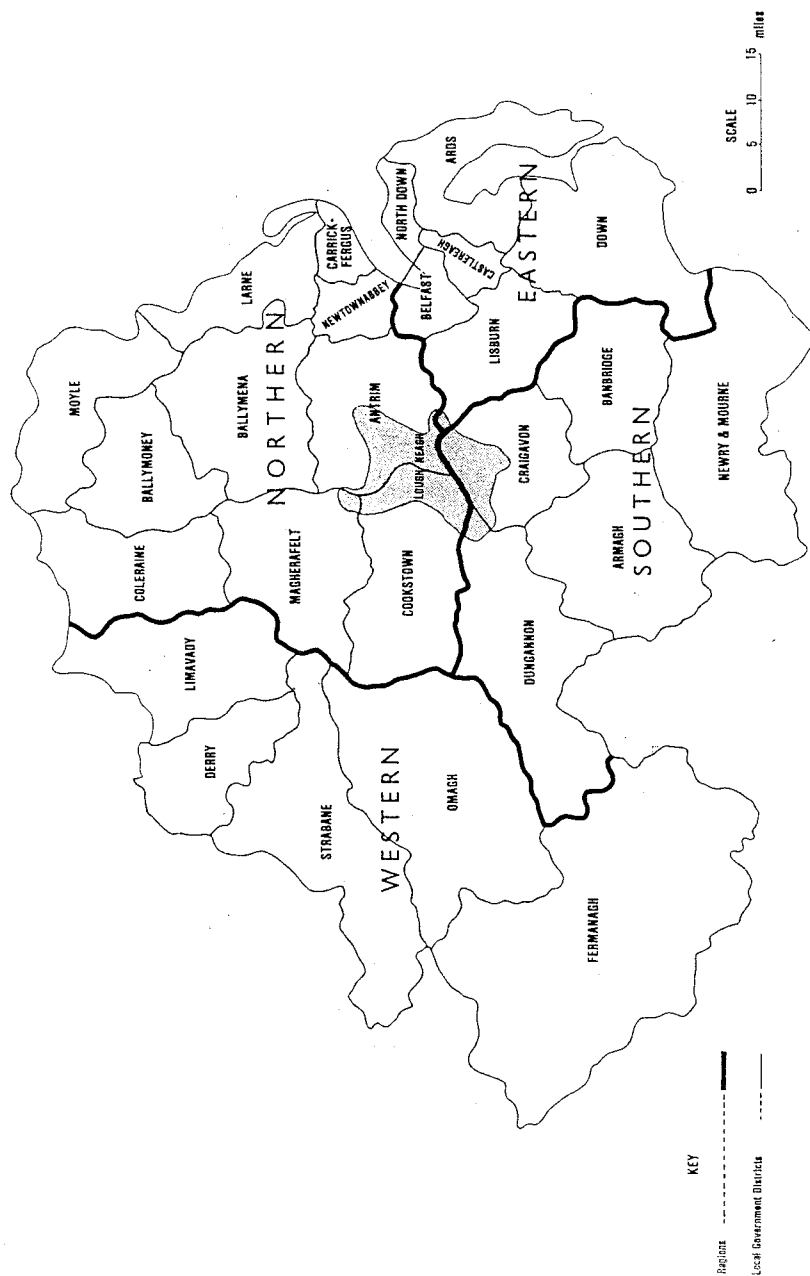 MOYLE
LARNE
CARRICK-
FERGUS
NEWTOWNABBEY
BALLYMONEY
BALLYMENA
NORTHERN
ANTRIM
COLERAINE
MAGHERAFELT
COOKSTOWN
LOUGH NEAGH
LIMAVADY
DERRY
STRABANE
WESTERN
OMAGH
FERMANAGH
DUNGANNON
ARMAGH
SOUTHERN
CRAIGAVON
BANBRIDGE
NEWRY & MOURNE
LISBURN
BELFAST
CASTLEREAGH
NORTH DOWN
ARDS
EASTERN
DOWN
SCALE
0 5 10 15 miles
KEY
Regions
Local Government Districts